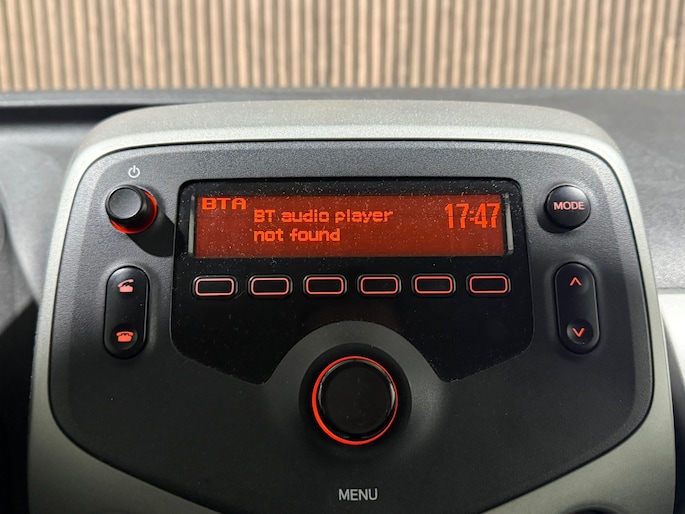 BTA
BT audio player
not found
17:47
MODE
MENU